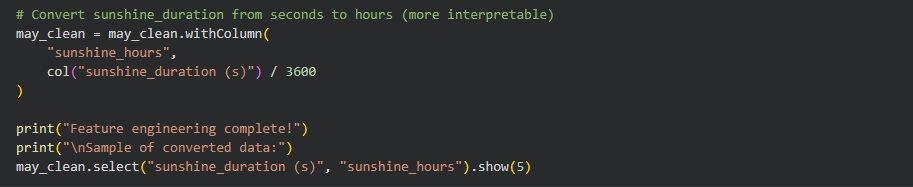 # Convert sunshine_duration from seconds to hours (more interpretable)
may_clean = may_clean.withColumn(
    "sunshine_hours",
    col("sunshine_duration (s)") / 3600
)

print("Feature engineering complete!")
print("\nSample of converted data:")
may_clean.select("sunshine_duration (s)", "sunshine_hours").show(5)